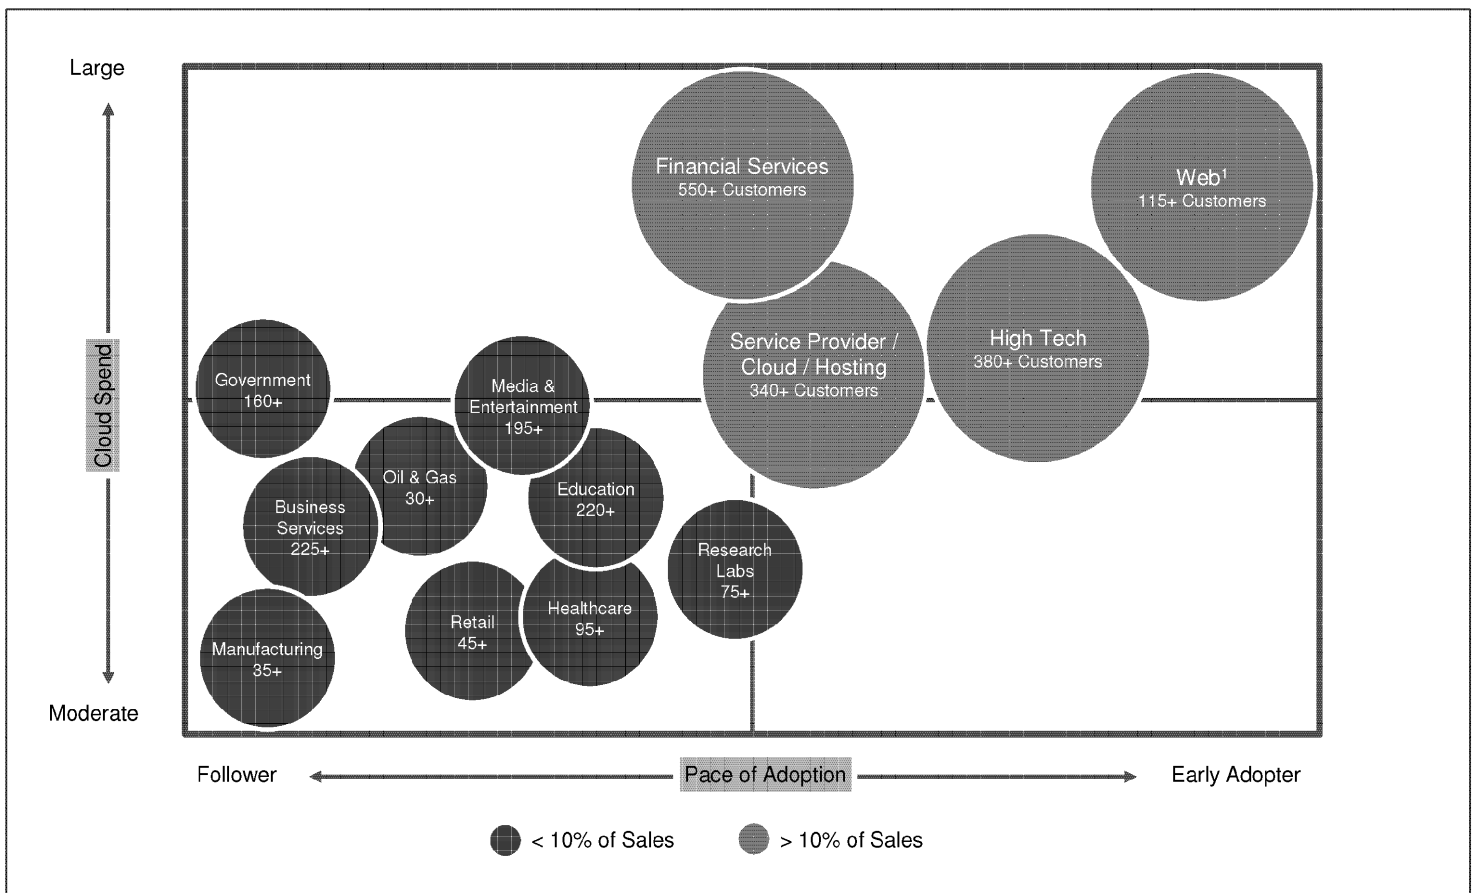 Large
Financial Services
550+ Customers
Web¹
115+ Customers
Service Provider /
Cloud / Hosting
340+ Customers
High Tech
380+ Customers
Cloud Spend
Government
160+
Media &
Entertainment
195+
Oil & Gas
30+
Education
220+
Business
Services
225+
Research
Labs
75+
Healthcare
95+
Retail
45+
Manufacturing
35+
Moderate
Follower
Pace of Adoption
Early Adopter
< 10% of Sales
> 10% of Sales